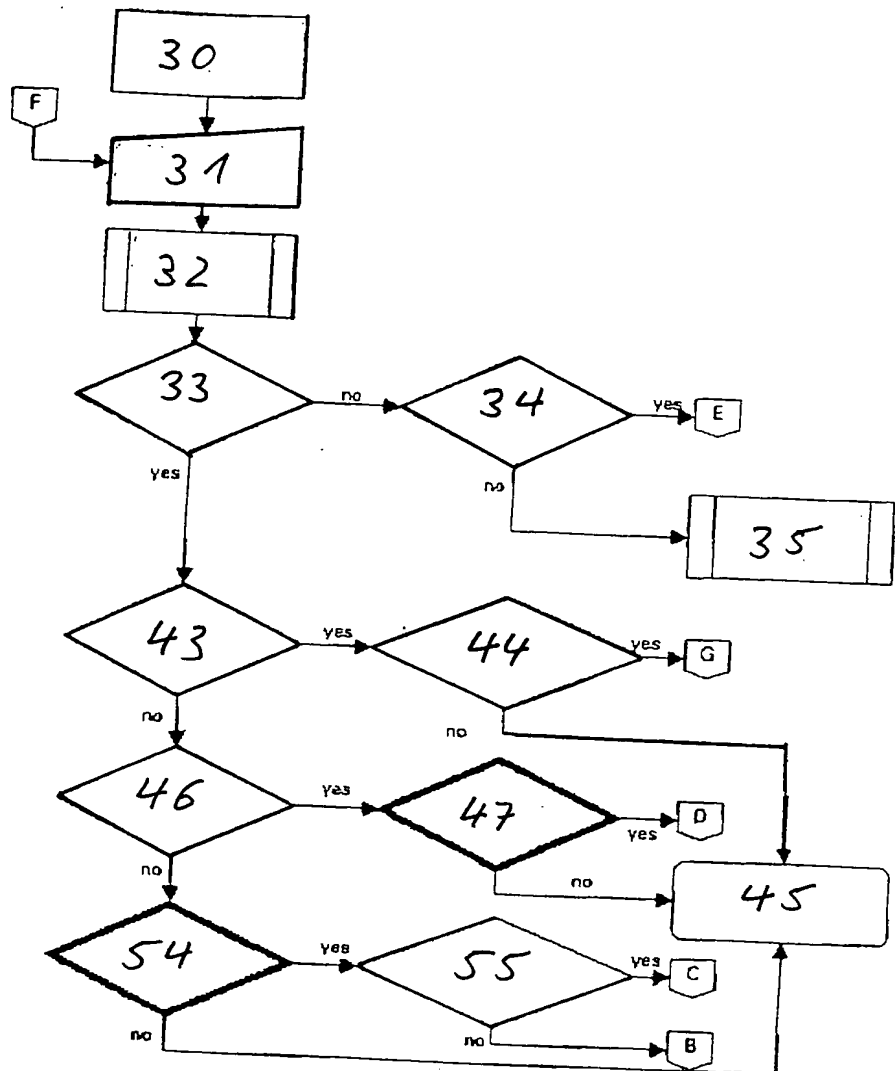 30
F
31
32
33
no
34
yes
E
yes
no
35
43
yes
44
yes
G
no
no
46
yes
47
yes
D
no
no
45
54
yes
55
yes
C
no
no
B